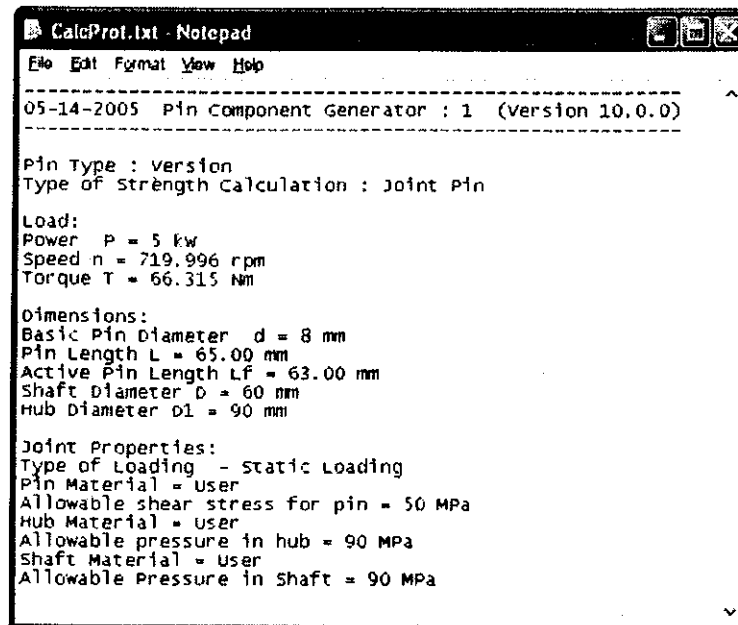 CalcProt.txt - Notepad
File Edit Format View Help
05-14-2005 Pin Component Generator : 1 (Version 10.0.0)
Pin Type : Version
Type of Strength Calculation : Joint Pin
Load:
Power P = 5 kW
Speed n = 719.996 rpm
Torque T = 66.315 Nm
Dimensions:
Basic Pin Diameter d = 8 mm
Pin Length L = 65.00 mm
Active Pin Length Lf = 63.00 mm
Shaft Diameter D = 60 mm
Hub Diameter D1 = 90 mm
Joint Properties:
Type of Loading - Static Loading
Pin Material = User
Allowable shear stress for pin = 50 MPa
Hub Material = User
Allowable pressure in hub = 90 MPa
Shaft Material = User
Allowable Pressure in Shaft = 90 MPa